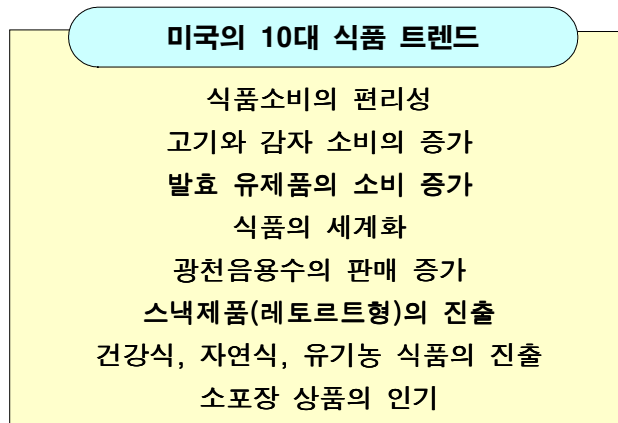 미국의 10대 식품 트렌드
식품소비의 편리성
고기와 감자 소비의 증가
발효 유제품의 소비 증가
식품의 세계화
광천음용수의 판매 증가
스낵제품(레토르트형)의 진출
건강식, 자연식, 유기농 식품의 진출
소포장 상품의 인기